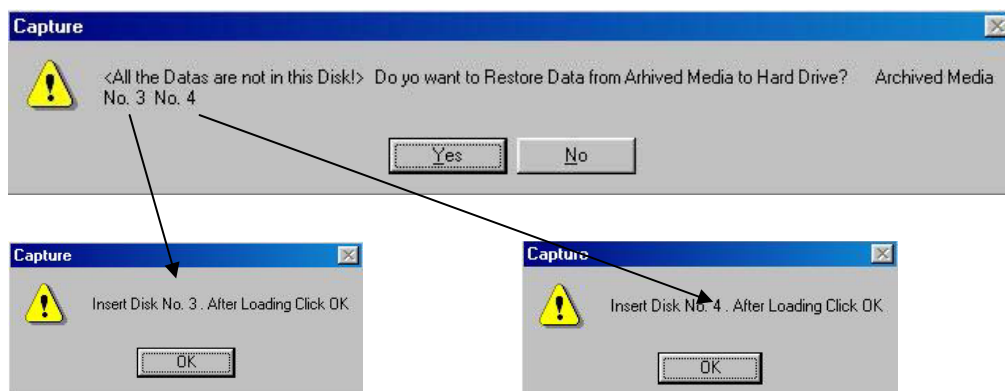 Capture
<All the Datas are not in this Disk!> Do yo want to Restore Data from Arhived Media to Hard Drive? Archived Media
No. 3 No. 4
Yes No
Capture
Insert Disk No. 3 . After Loading Click OK
OK
Capture
Insert Disk No. 4 . After Loading Click OK
OK